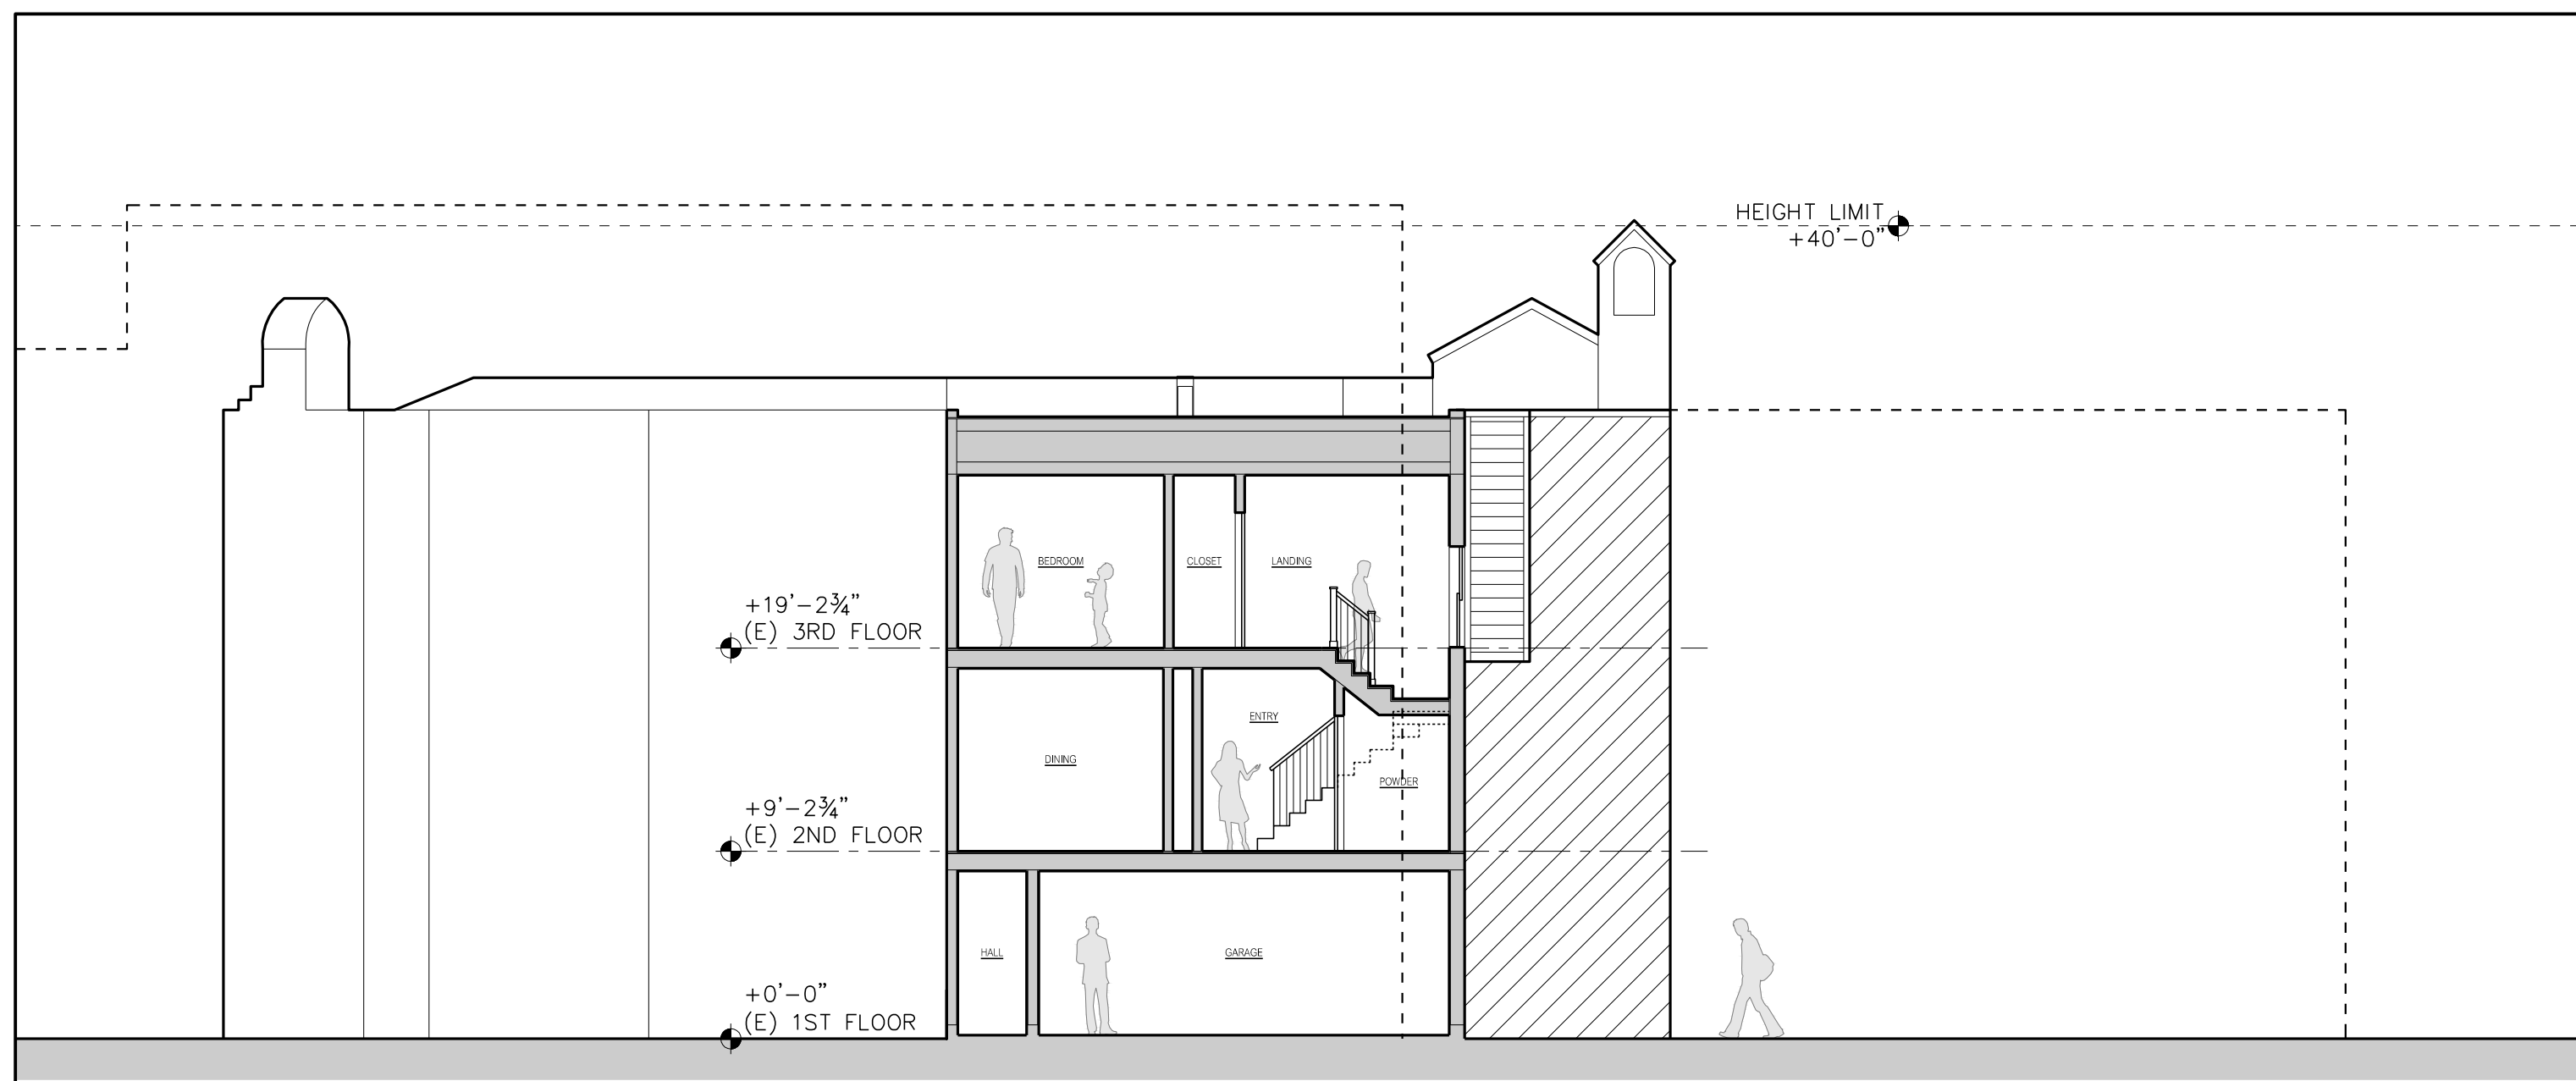 HEIGHT LIMIT
+40'-0"
BEDROOM
CLOSET
LANDING
+19'-2¾"
(E) 3RD FLOOR
ENTRY
DINING
POWDER
+9'-2¾"
(E) 2ND FLOOR
HALL
GARAGE
+0'-0"
(E) 1ST FLOOR